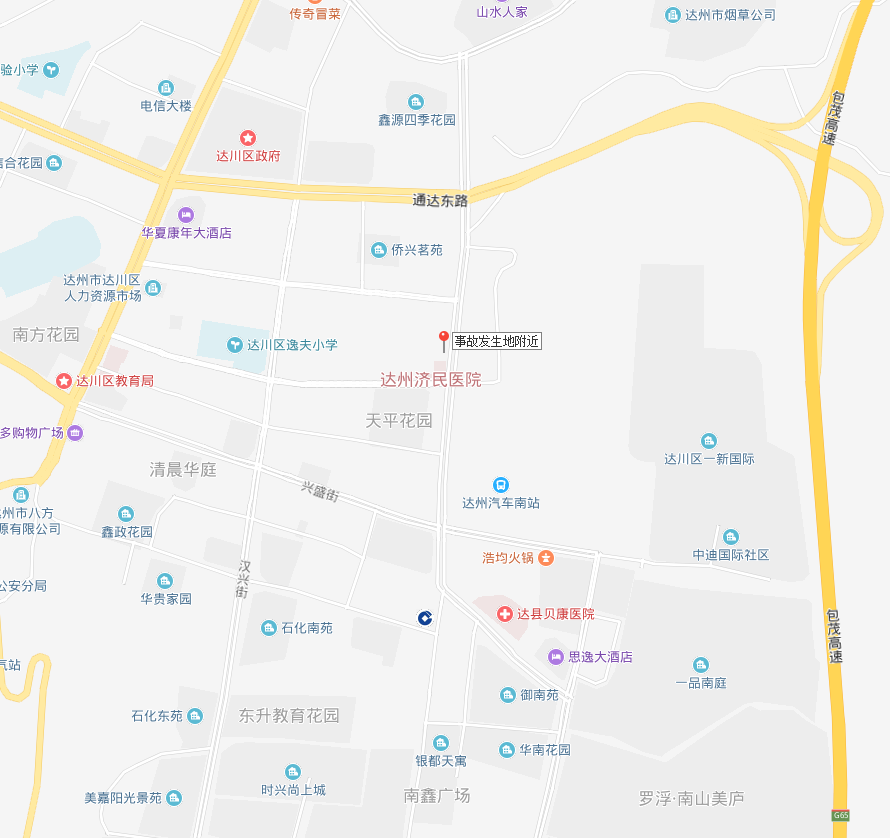 传奇冒菜
山水人家
达州市烟草公司
验小学
电信大楼
鑫源四季花园
包茂高速
达川区政府
信合花园
通达东路
华夏康年大酒店
侨兴茗苑
达州市达川区
人力资源市场
南方花园
达川区逸夫小学
事故发生地附近
达川区教育局
达州济民医院
天平花园
多购物广场
达川区一新国际
清晨华庭
兴盛街
达州汽车南站
州市八方
源有限公司
鑫政花园
中迪国际社区
浩均火锅
汉兴街
公安分局
华贵家园
达县贝康医院
包茂高速
石化南苑
思逸大酒店
气站
一品南庭
御南苑
石化东苑
东升教育花园
华南花园
银都天寓
时兴尚上城
美嘉阳光景苑
南鑫广场
罗浮·南山美庐
G65